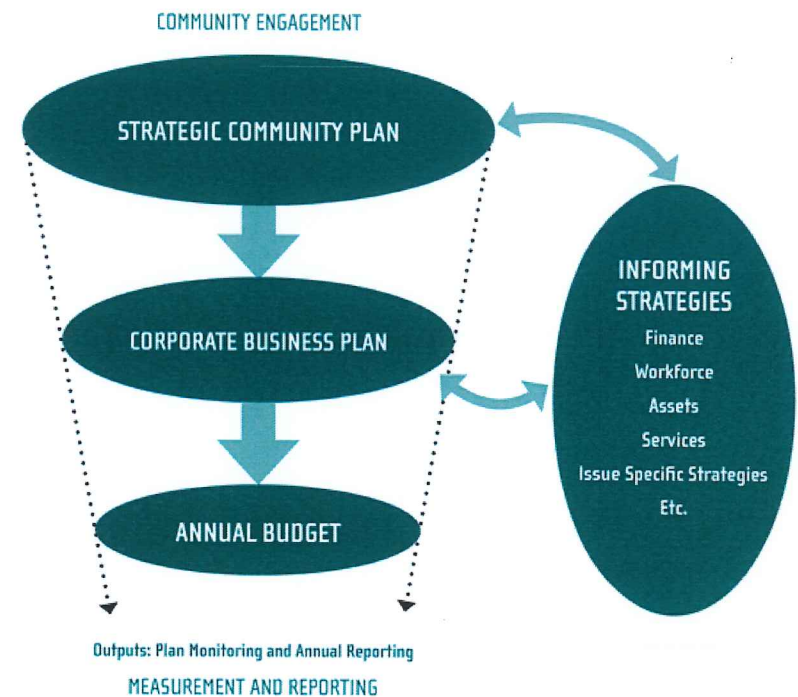 COMMUNITY ENGAGEMENT
STRATEGIC COMMUNITY PLAN
CORPORATE BUSINESS PLAN
ANNUAL BUDGET
INFORMING
STRATEGIES
Finance
Workforce
Assets
Services
Issue Specific Strategies
Etc.
Outputs: Plan Monitoring and Annual Reporting
MEASUREMENT AND REPORTING